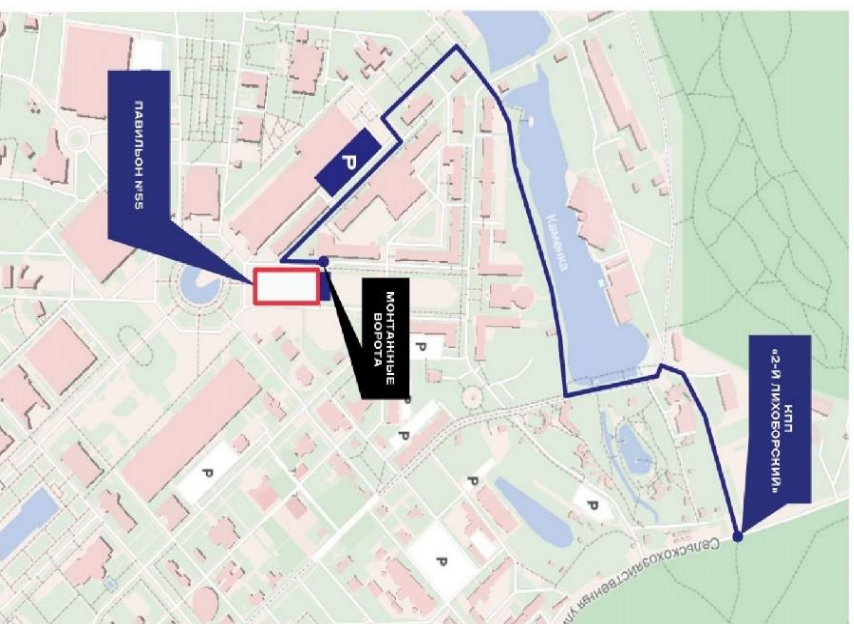 ПАВИЛЬОН №55
P
МОНТАЖНЫЕ
ВОРОТА
Каменка
КПП
«2-Й ЛИХОБОРСКИЙ»
P
P
P
P
P
P
P
Сельскохозяйственная ул